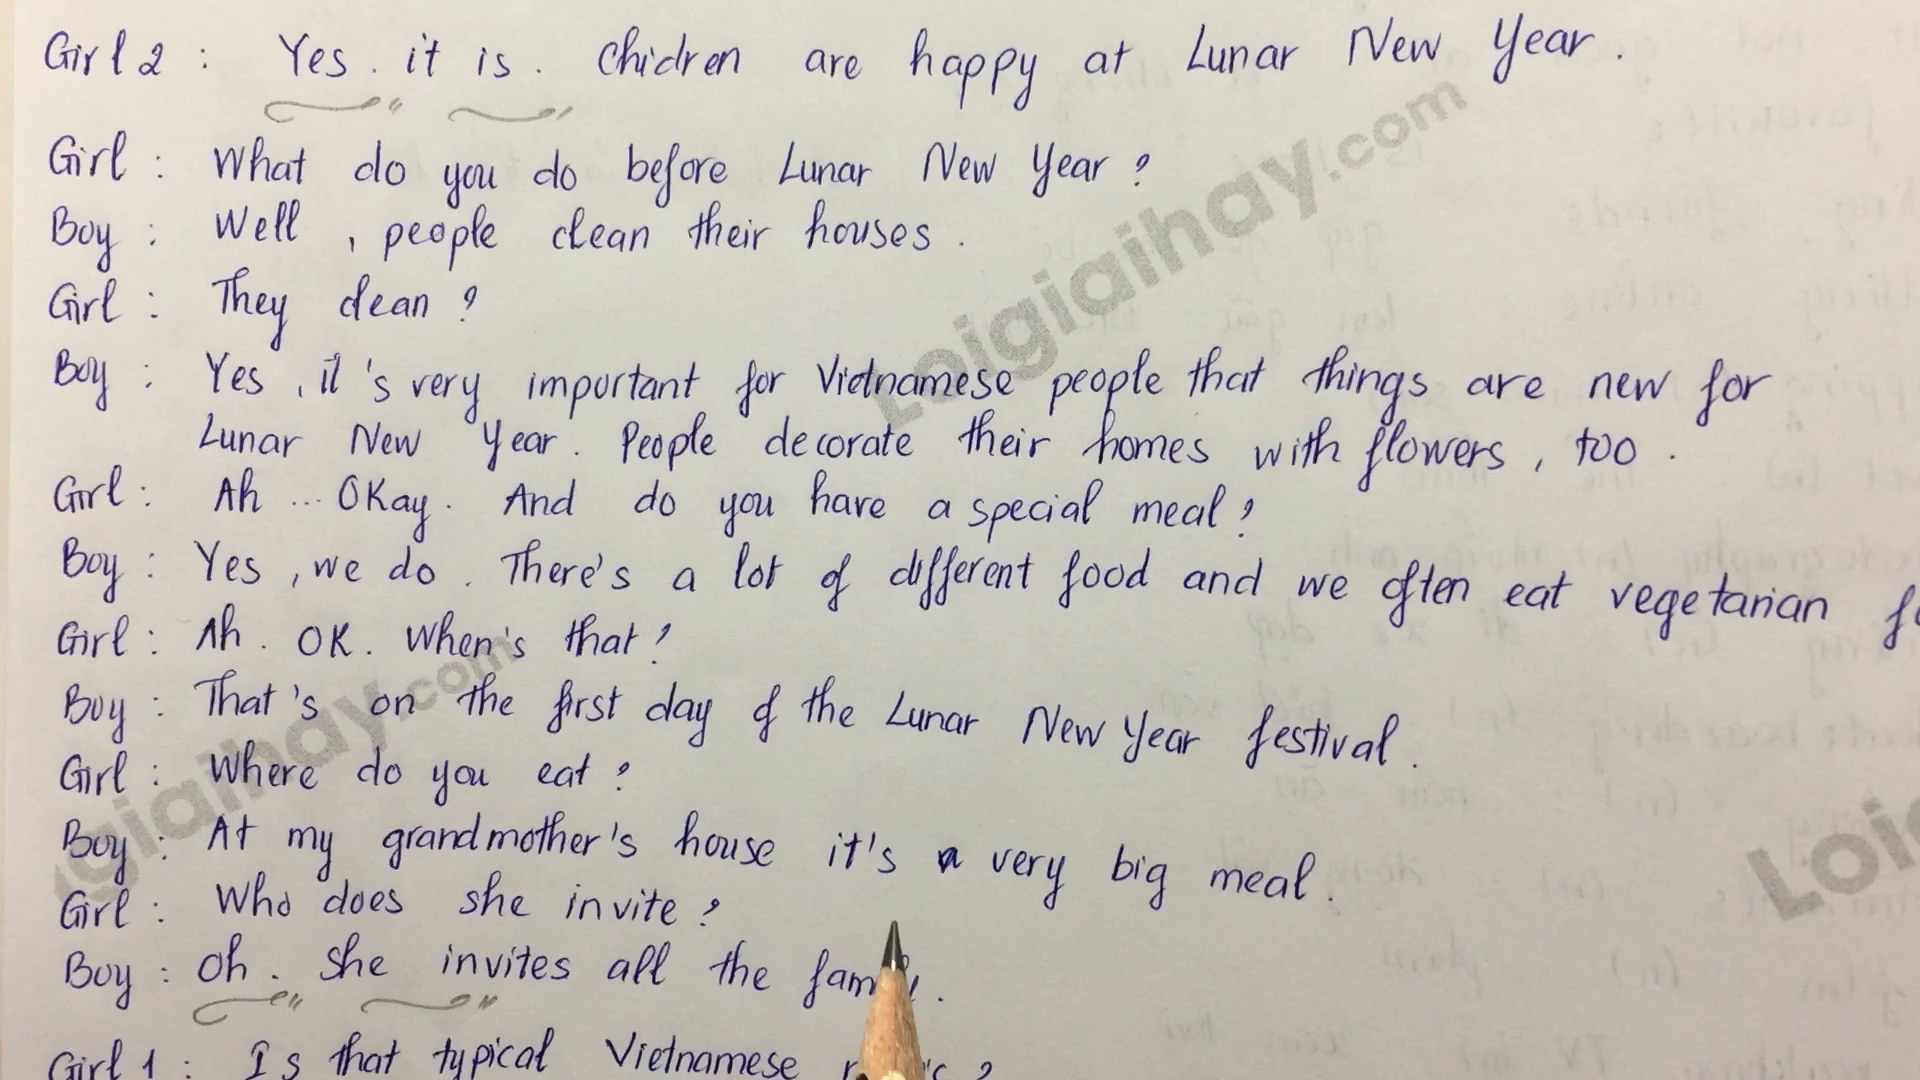 Girl 2 : Yes . it is . Chidren are happy at Lunar New Year .
Girl : What do you do before Lunar New Year ?
Boy : Well , people clean their houses .
Girl : They clean ?
Boy : Yes , it 's very important for Vietnamese people that things are new for
Lunar New Year . People decorate their homes with flowers , too .
Girl : Ah ... Okay . And do you have a special meal ?
Boy : Yes , we do . There's a lot of different food and we often eat vegetarian
Girl : Ah . OK . When's that ?
Boy : That 's on the first day of the Lunar New Year festival .
Girl : Where do you eat ?
Boy : At my grandmother's house it's a very big meal .
Girl : Who does she invite ?
Boy : Oh . She invites all the family .
Girl 1 : Is that typical Vietnamese ?
Loigiaihay.com
giaihay.com
Loig